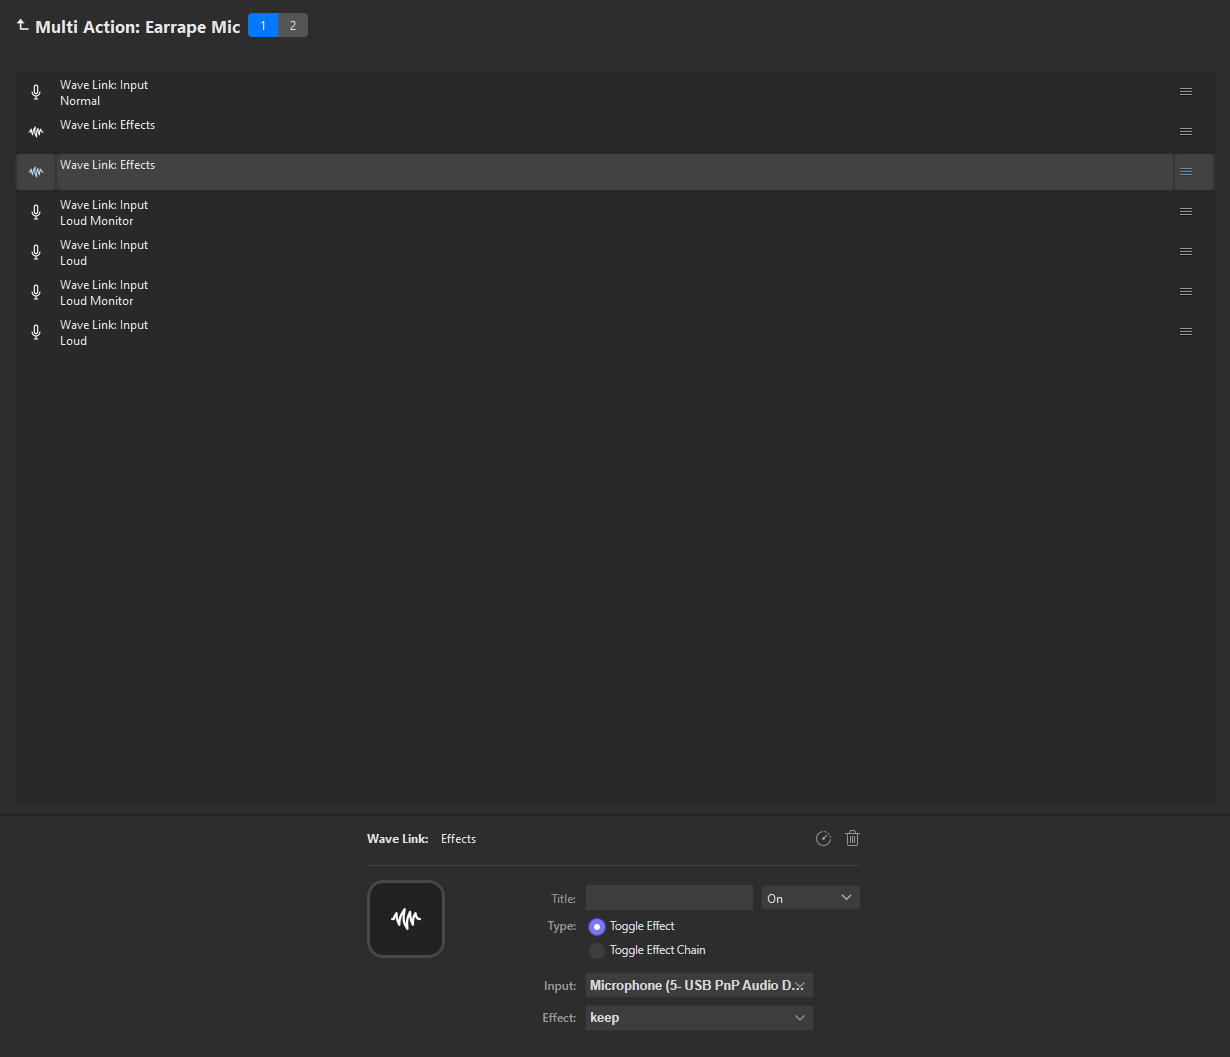 Multi Action: Earrape Mic 1 2
Wave Link: Input
Normal
Wave Link: Effects
Wave Link: Effects
Wave Link: Input
Loud Monitor
Wave Link: Input
Loud
Wave Link: Input
Loud Monitor
Wave Link: Input
Loud
Wave Link: Effects
Title: On
Type: Toggle Effect
Toggle Effect Chain
Input: Microphone (5- USB PnP Audio D...
Effect: keep